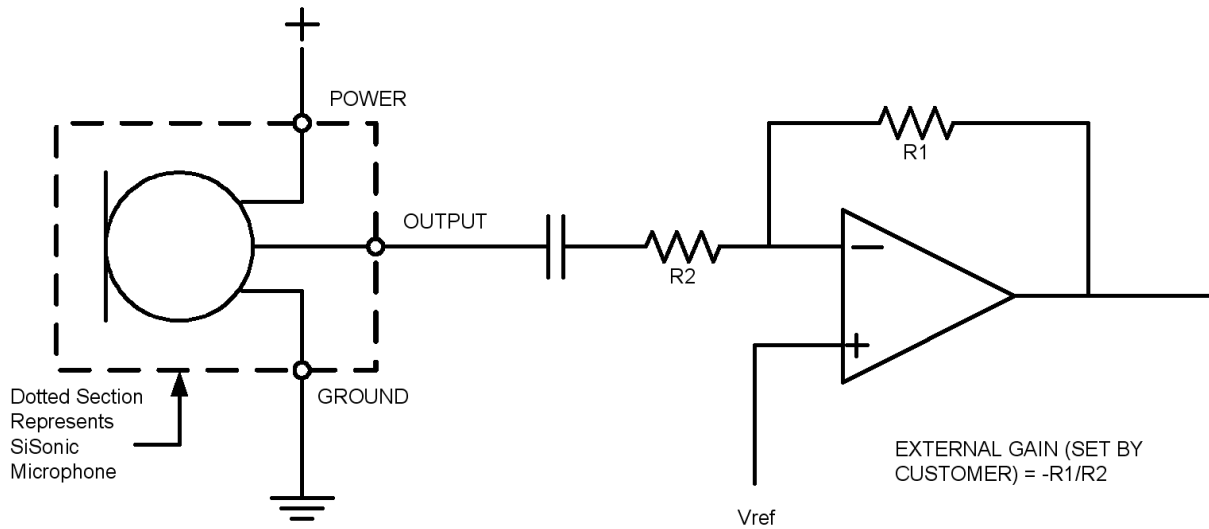 POWER
R1
OUTPUT
R2
GROUND
Dotted Section
Represents
SiSonic
Microphone
EXTERNAL GAIN (SET BY
CUSTOMER) = -R1/R2
Vref